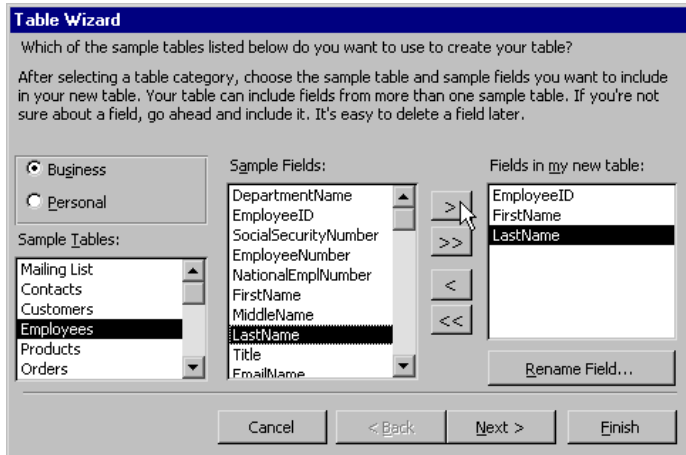 Table Wizard
Which of the sample tables listed below do you want to use to create your table?
After selecting a table category, choose the sample table and sample fields you want to include
in your new table. Your table can include fields from more than one sample table. If you're not
sure about a field, go ahead and include it. It's easy to delete a field later.
Business
Personal
Sample Tables:
Mailing List
Contacts
Customers
Employees
Products
Orders
Sample Fields:
DepartmentName
EmployeeID
SocialSecurityNumber
EmployeeNumber
NationalEmplNumber
FirstName
MiddleName
LastName
Title
EmailName
>
>>
<
<<
Fields in my new table:
EmployeeID
FirstName
LastName
Rename Field...
Cancel
< Back
Next >
Finish